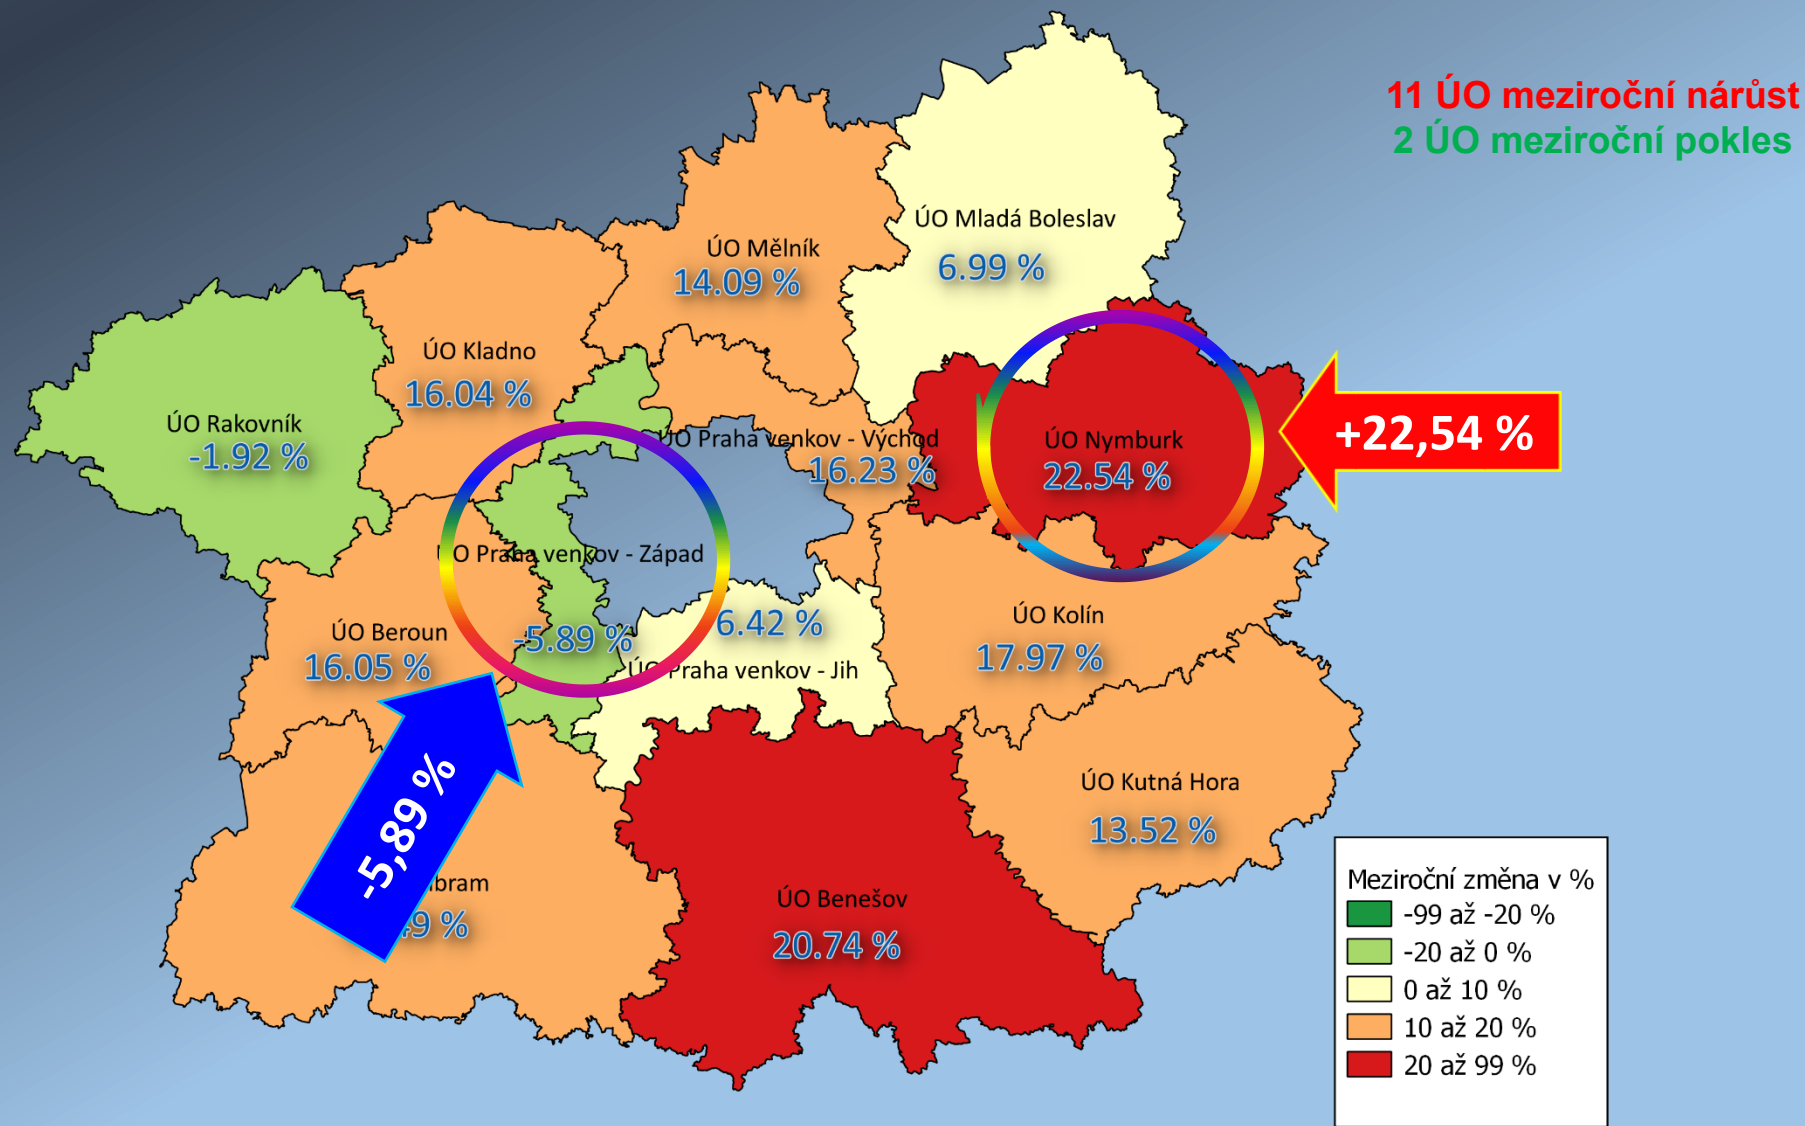 11 ÚO meziroční nárůst
2 ÚO meziroční pokles
ÚO Mladá Boleslav
6.99 %
ÚO Mělník
14.09 %
ÚO Kladno
16.04 %
ÚO Rakovník
-1.92 %
ÚO Praha venkov - Východ
16.23 %
ÚO Nymburk
22.54 %
+22,54 %
ÚO Praha venkov - Západ
-5.89 %
6.42 %
ÚO Praha venkov - Jih
ÚO Beroun
16.05 %
ÚO Kolín
17.97 %
ÚO Kutná Hora
13.52 %
-5,89 %
ÚO Benešov
20.74 %
Meziroční změna v %
-99 až -20 %
-20 až 0 %
0 až 10 %
10 až 20 %
20 až 99 %